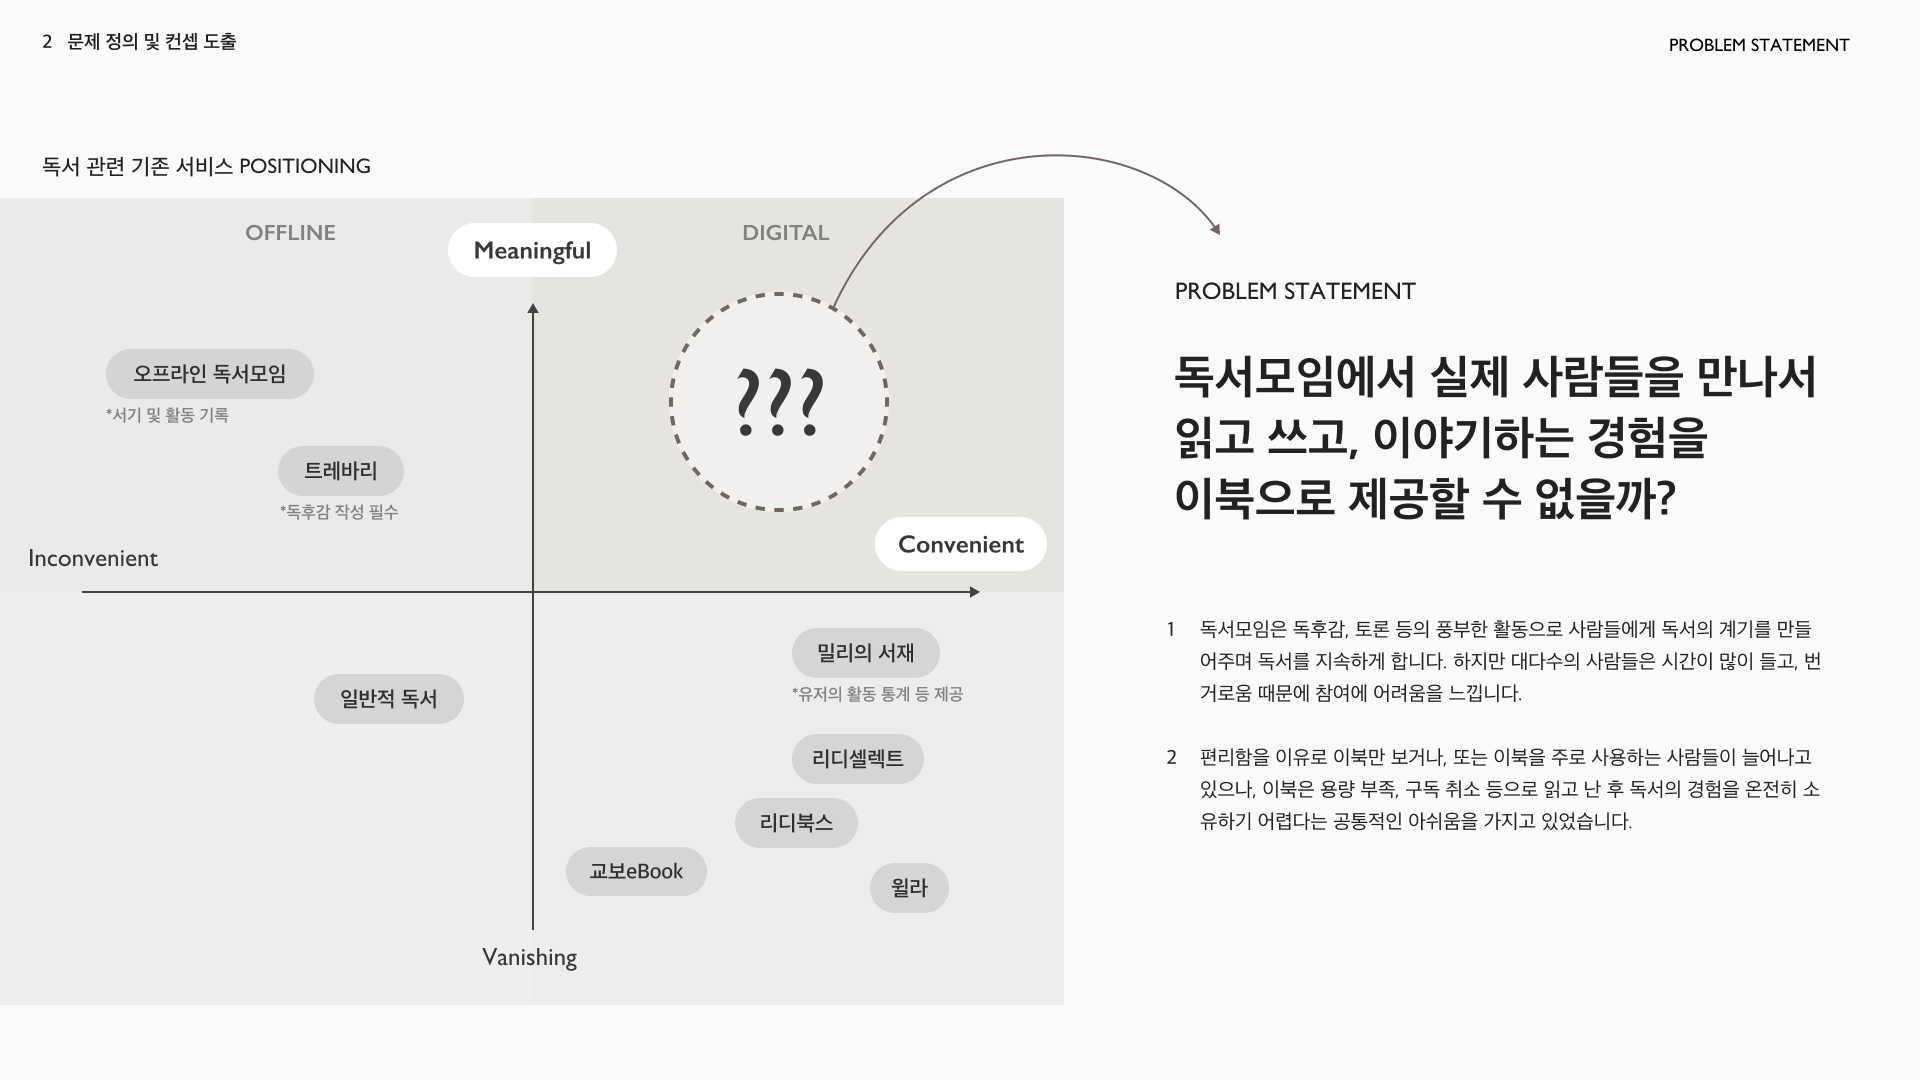 2 문제 정의 및 컨셉 도출
PROBLEM STATEMENT
독서 관련 기존 서비스 POSITIONING
OFFLINE
Meaningful
DIGITAL
오프라인 독서모임
*서기 및 활동 기록
트레바리
*독후감 작성 필수
???
Convenient
Inconvenient
밀리의 서재
*유저의 활동 통계 등 제공
일반적 독서
리디셀렉트
리디북스
교보eBook
윌라
Vanishing
PROBLEM STATEMENT
독서모임에서 실제 사람들을 만나서
읽고 쓰고, 이야기하는 경험을
이북으로 제공할 수 없을까?
1 독서모임은 독후감, 토론 등의 풍부한 활동으로 사람들에게 독서의 계기를 만들
어주며 독서를 지속하게 합니다. 하지만 대다수의 사람들은 시간이 많이 들고, 번
거로움 때문에 참여에 어려움을 느낍니다.
2 편리함을 이유로 이북만 보거나, 또는 이북을 주로 사용하는 사람들이 늘어나고
있으나, 이북은 용량 부족, 구독 취소 등으로 읽고 난 후 독서의 경험을 온전히 소
유하기 어렵다는 공통적인 아쉬움을 가지고 있었습니다.